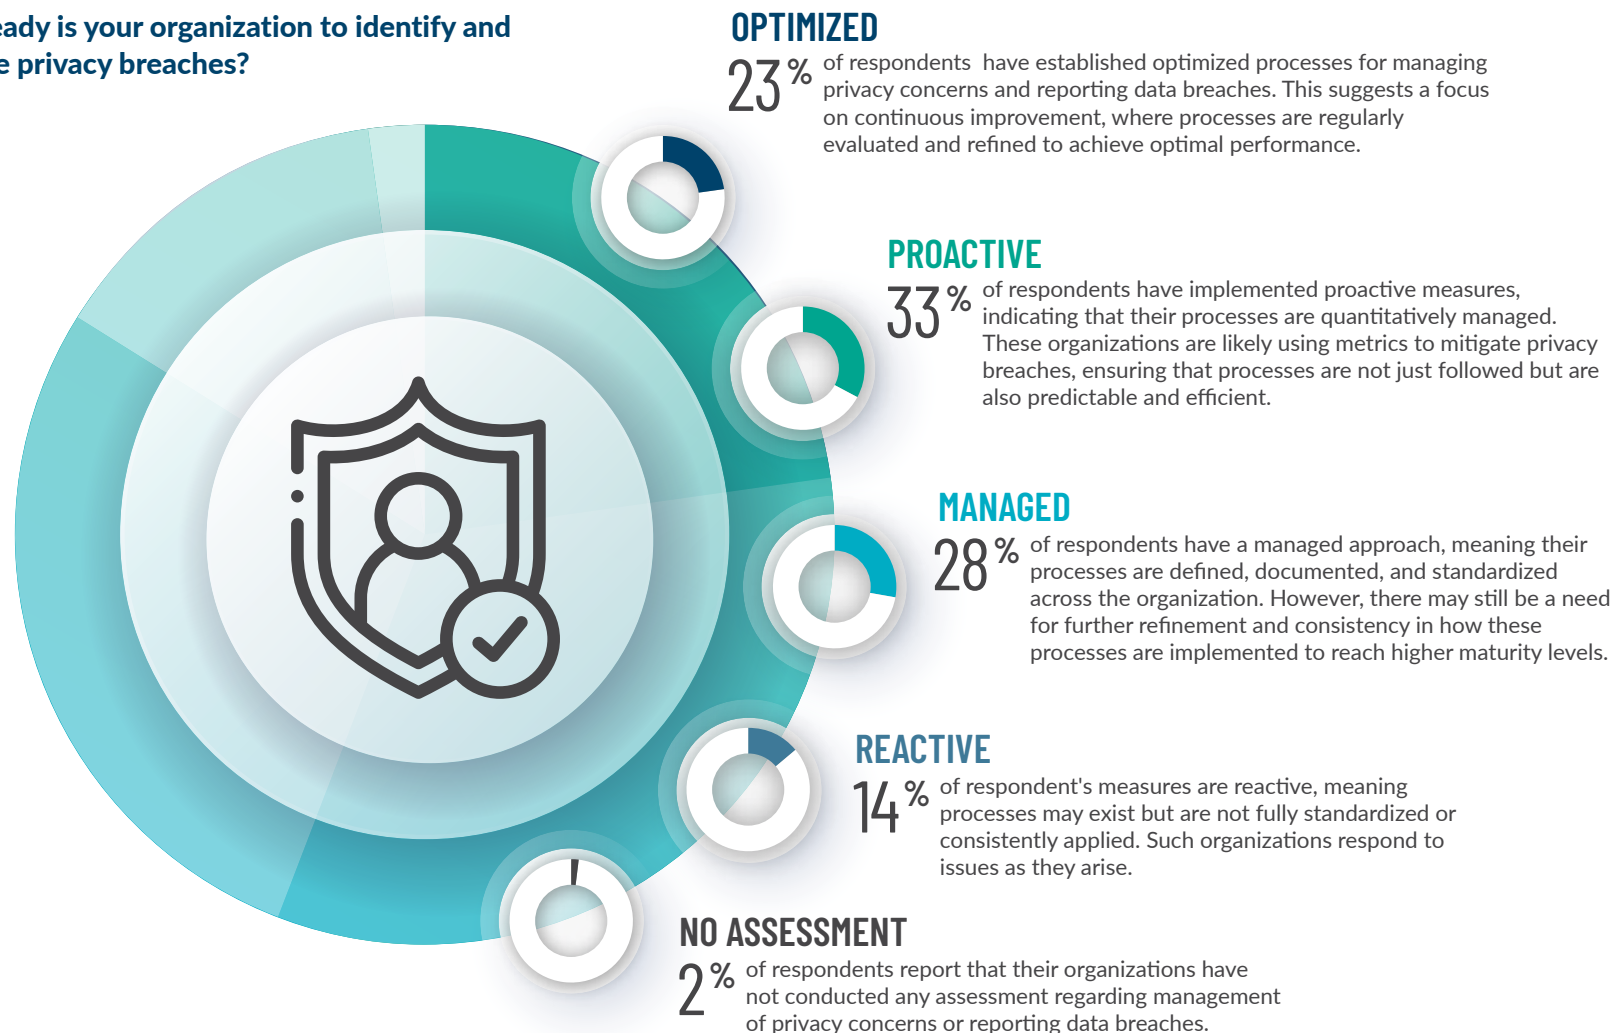 eady is your organization to identify and
e privacy breaches?
OPTIMIZED
23%
of respondents  have established optimized processes for managing
privacy concerns and reporting data breaches. This suggests a focus
on continuous improvement, where processes are regularly
evaluated and refined to achieve optimal performance.
PROACTIVE
33%
of respondents have implemented proactive measures,
indicating that their processes are quantitatively managed.
These organizations are likely using metrics to mitigate privacy
breaches, ensuring that processes are not just followed but are
also predictable and efficient.
MANAGED
28%
of respondents have a managed approach, meaning their
processes are defined, documented, and standardized
across the organization. However, there may still be a need
for further refinement and consistency in how these
processes are implemented to reach higher maturity levels.
REACTIVE
14%
of respondent's measures are reactive, meaning
processes may exist but are not fully standardized or
consistently applied. Such organizations respond to
issues as they arise.
NO ASSESSMENT
2%
of respondents report that their organizations have
not conducted any assessment regarding management
of privacy concerns or reporting data breaches.